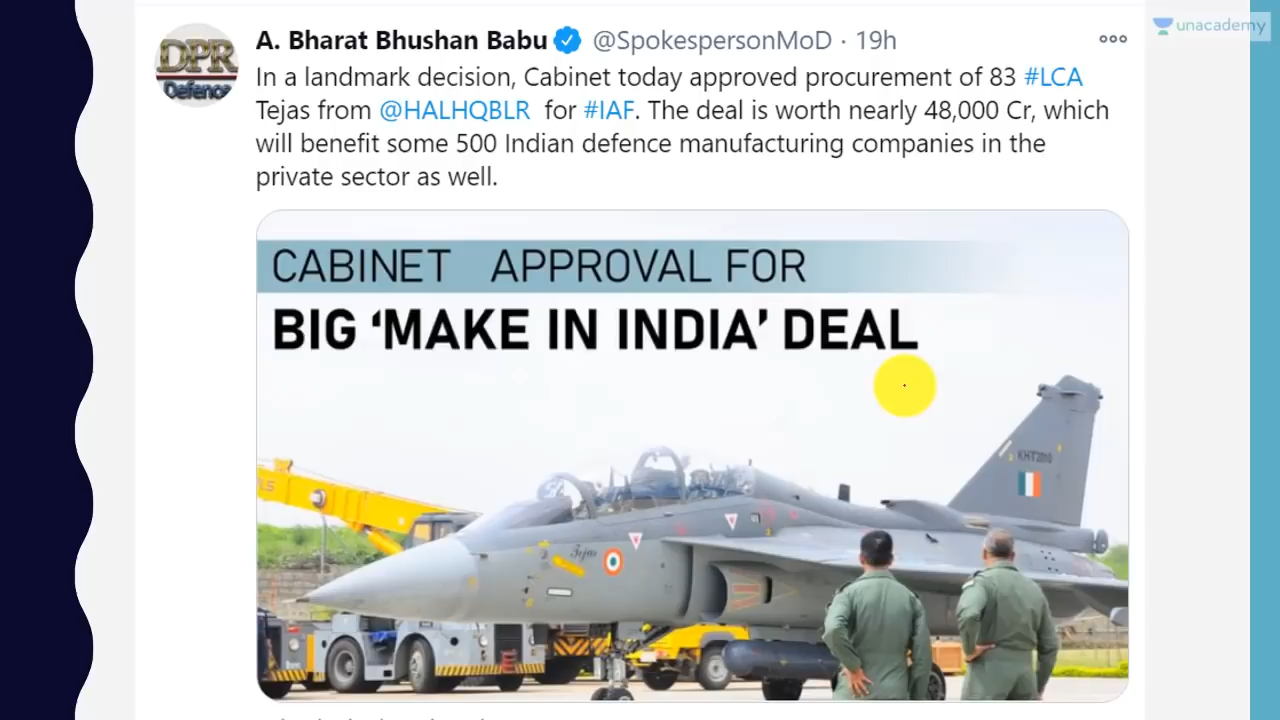 unacademy
DPR
Defence
A. Bharat Bhushan Babu @SpokespersonMoD · 19h
In a landmark decision, Cabinet today approved procurement of 83 #LCA
Tejas from @HALHQBLR for #IAF. The deal is worth nearly 48,000 Cr, which
will benefit some 500 Indian defence manufacturing companies in the
private sector as well.
CABINET APPROVAL FOR
BIG ‘MAKE IN INDIA’ DEAL
KHT2010
Tejas